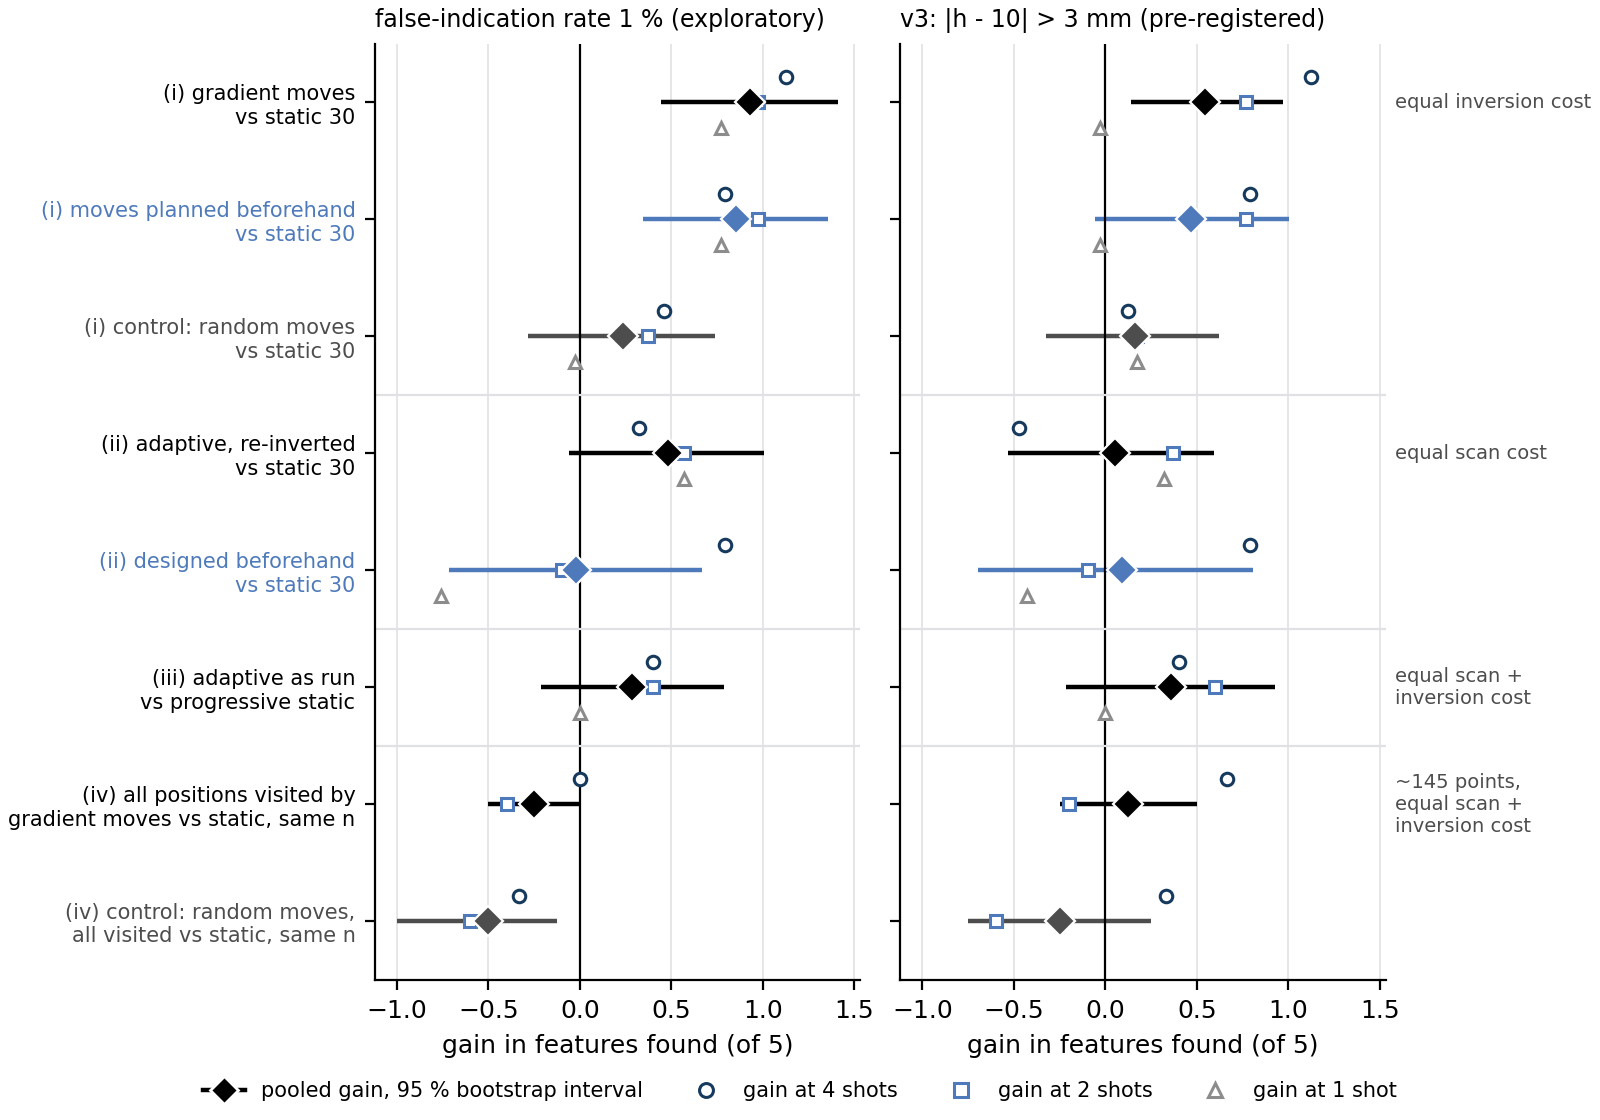 false-indication rate 1 % (exploratory)
v3: |h - 10| > 3 mm (pre-registered)
(i) gradient moves
vs static 30
equal inversion cost
(i) moves planned beforehand
vs static 30
(i) control: random moves
vs static 30
(ii) adaptive, re-inverted
vs static 30
equal scan cost
(ii) designed beforehand
vs static 30
(iii) adaptive as run
vs progressive static
equal scan +
inversion cost
(iv) all positions visited by
gradient moves vs static, same n
~145 points,
equal scan +
inversion cost
(iv) control: random moves,
all visited vs static, same n
−1.0 −0.5 0.0 0.5 1.0 1.5
−1.0 −0.5 0.0 0.5 1.0 1.5
gain in features found (of 5)
gain in features found (of 5)
pooled gain, 95 % bootstrap interval
gain at 4 shots
gain at 2 shots
gain at 1 shot